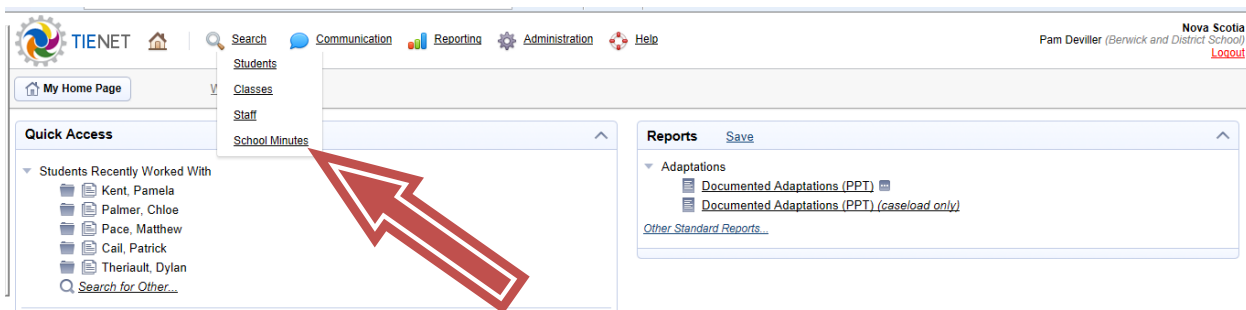 Nova Scotia
TIENET Search Communication Reporting Administration Help
Pam Deviller (Berwick and District School)
Logout
Students
My Home Page
Classes
Staff
School Minutes
Quick Access
Students Recently Worked With
Kent, Pamela
Palmer, Chloe
Pace, Matthew
Cail, Patrick
Theriault, Dylan
Search for Other...
Reports Save
Adaptations
Documented Adaptations (PPT)
Documented Adaptations (PPT) (caseload only)
Other Standard Reports...